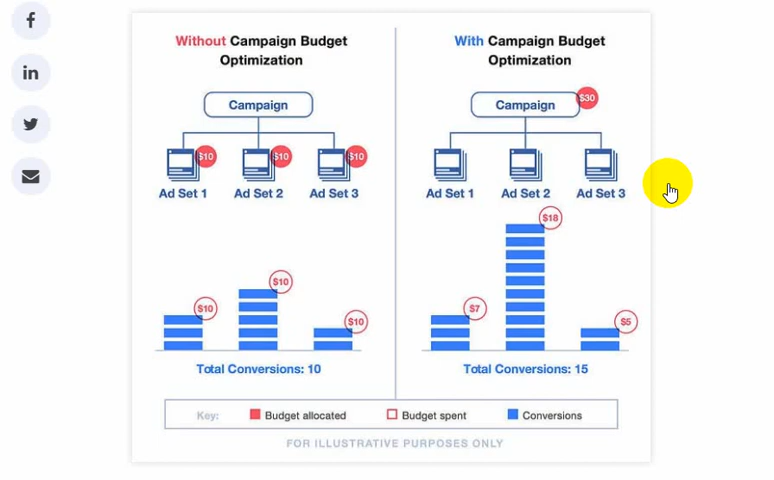 f
in
Without Campaign Budget
Optimization
Campaign
$10
$10
$10
Ad Set 1
Ad Set 2
Ad Set 3
$10
$10
$10
Total Conversions: 10
With Campaign Budget
Optimization
Campaign
$30
Ad Set 1
Ad Set 2
Ad Set 3
$7
$18
$5
Total Conversions: 15
Key: Budget allocated Budget spent Conversions
FOR ILLUSTRATIVE PURPOSES ONLY